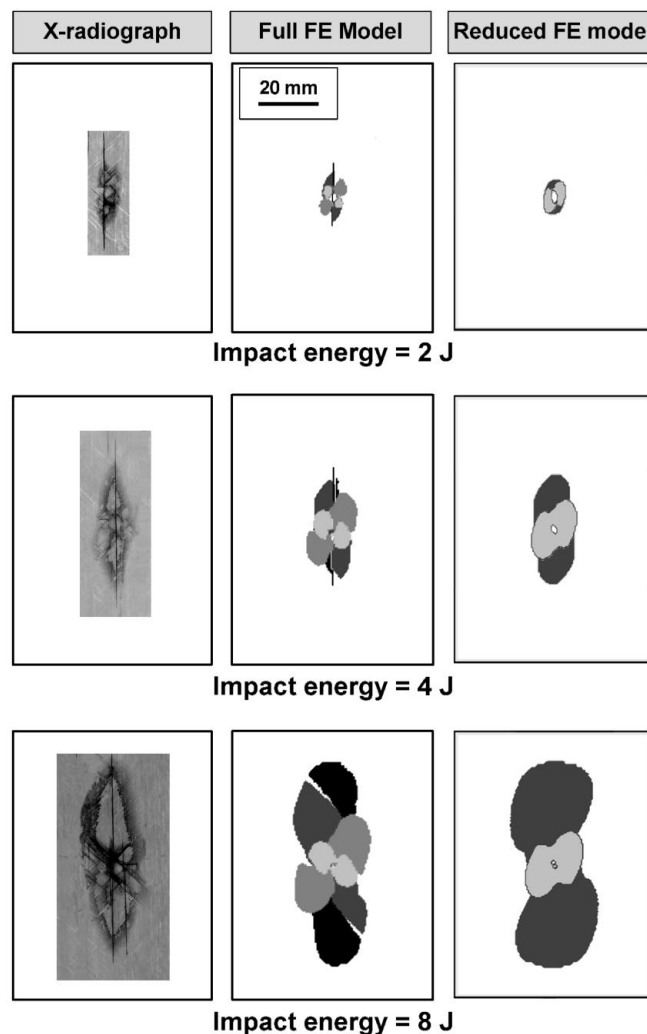 X-radiograph
Full FE Model
Reduced FE mode
20 mm
Impact energy = 2 J
Impact energy = 4 J
Impact energy = 8 J